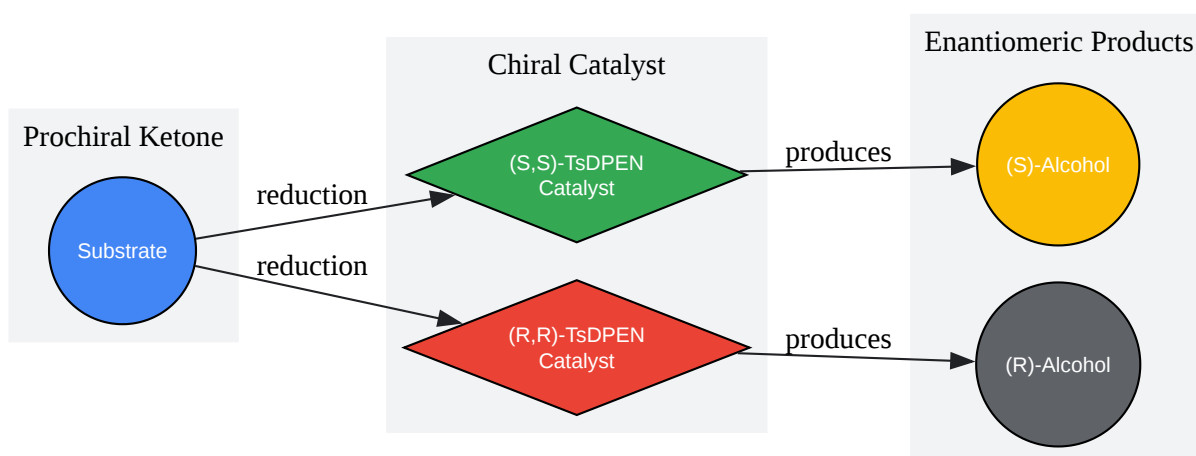 Prochiral Ketone
Substrate
reduction
reduction
Chiral Catalyst
(S,S)-TsDPEN
Catalyst
(R,R)-TsDPEN
Catalyst
produces
produces
Enantiomeric Products
(S)-Alcohol
(R)-Alcohol